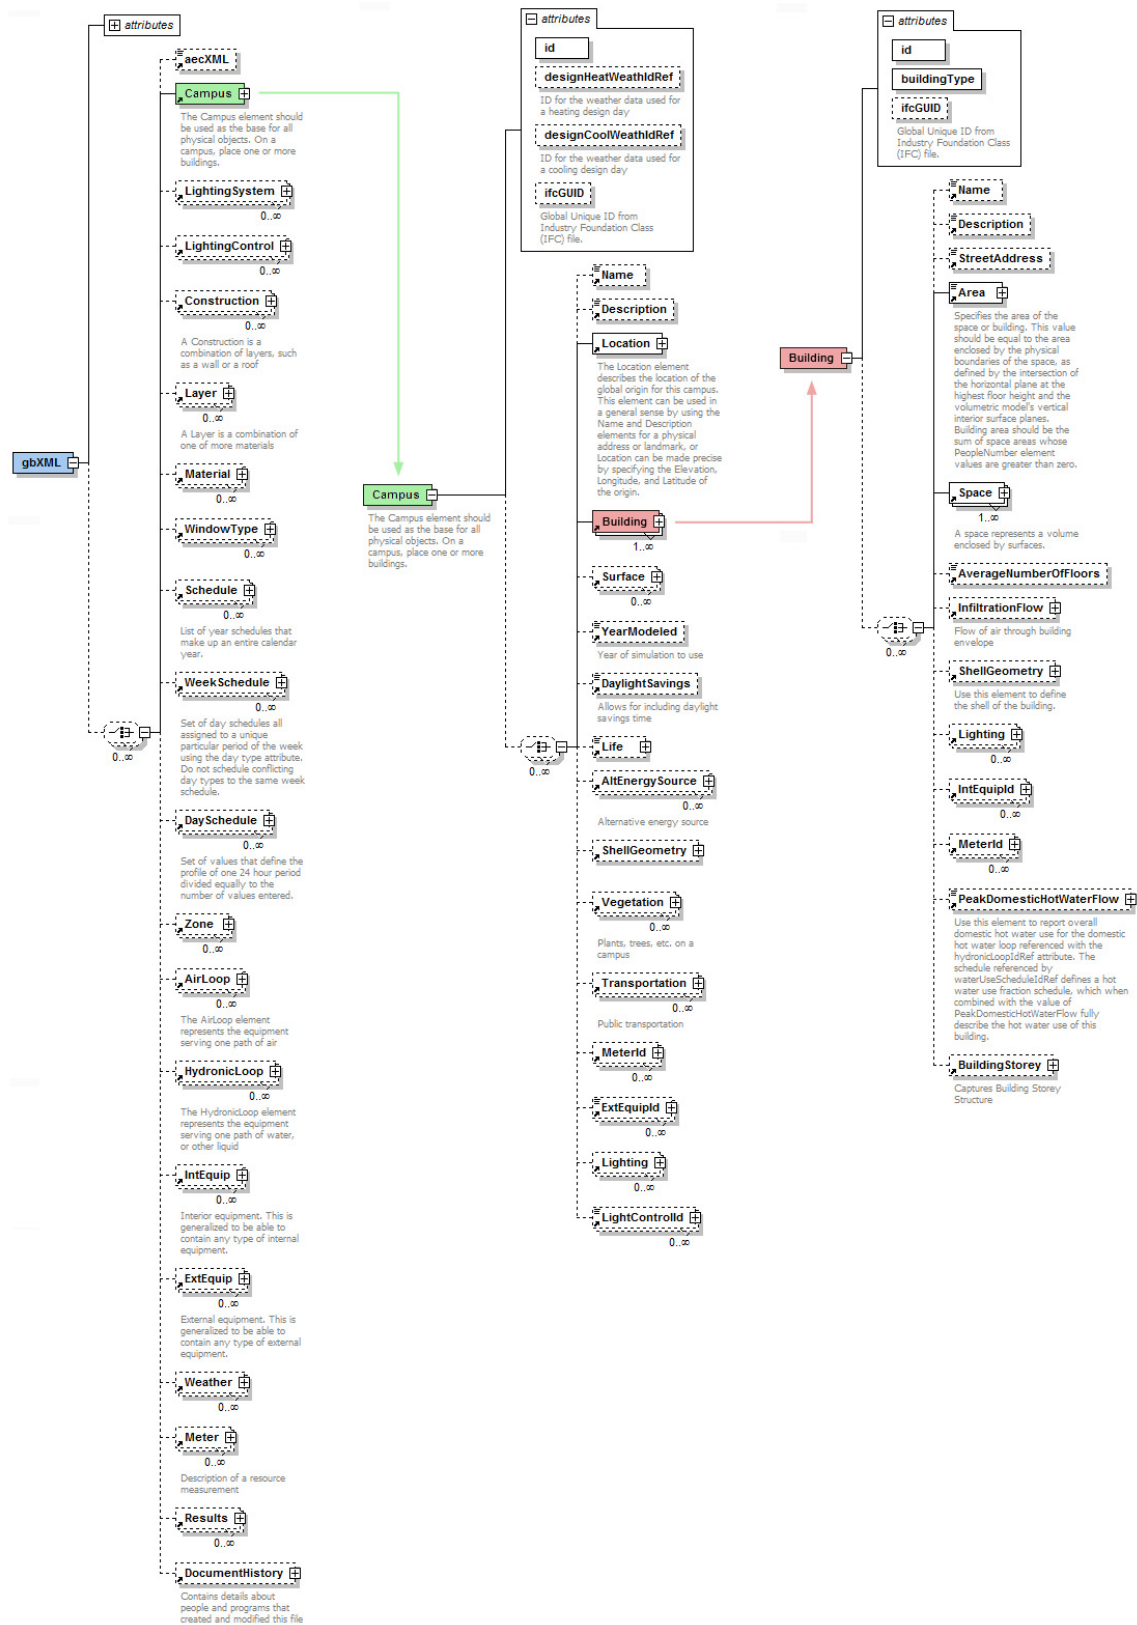 attributes
aecXML
Campus
The Campus element should
be used as the base for all
physical objects. On a
campus, place one or more
buildings.
LightingSystem
0..∞
LightingControl
0..∞
Construction
0..∞
A Construction is a
combination of layers, such
as a wall or a roof
Layer
0..∞
A Layer is a combination of
one of more materials
gbXML
Material
0..∞
WindowType
0..∞
Schedule
0..∞
List of year schedules that
make up an entire calendar
year.
WeekSchedule
0..∞
Set of day schedules all
assigned to a unique
particular period of the week
using the day type attribute.
Do not schedule conflicting
day types to the same week
schedule.
0..∞
DaySchedule
0..∞
Set of values that define the
profile of one 24 hour period
divided equally to the
number of values entered.
Zone
0..∞
AirLoop
0..∞
The AirLoop element
represents the equipment
serving one path of air
HydronicLoop
0..∞
The HydronicLoop element
represents the equipment
serving one path of water,
or other liquid
IntEquip
0..∞
Interior equipment. This is
generalized to be able to
contain any type of internal
equipment.
ExtEquip
0..∞
External equipment. This is
generalized to be able to
contain any type of external
equipment.
Weather
0..∞
Meter
0..∞
Description of a resource
measurement
Results
0..∞
DocumentHistory
Contains details about
people and programs that
created and modified this file
Campus
The Campus element should
be used as the base for all
physical objects. On a
campus, place one or more
buildings.
attributes
id
designHeatWeathIdRef
ID for the weather data used for
a heating design day
designCoolWeathIdRef
ID for the weather data used for
a cooling design day
ifcGUID
Global Unique ID from
Industry Foundation Class
(IFC) file.
Name
Description
Location
The Location element
describes the location of the
global origin for this campus.
This element can be used in
a general sense by using the
Name and Description
elements for a physical
address or landmark, or
Location can be made precise
by specifying the Elevation,
Longitude, and Latitude of
the origin.
Building
1..∞
Surface
0..∞
YearModeled
Year of simulation to use
DaylightSavings
Allows for including daylight
savings time
0..∞
Life
AltEnergySource
0..∞
Alternative energy source
ShellGeometry
Vegetation
0..∞
Plants, trees, etc. on a
campus
Transportation
0..∞
Public transportation
MeterId
0..∞
ExtEquipId
0..∞
Lighting
0..∞
LightControlId
0..∞
Building
attributes
id
buildingType
ifcGUID
Global Unique ID from
Industry Foundation Class
(IFC) file.
Name
Description
StreetAddress
Area
Specifies the area of the
space or building. This value
should be equal to the area
enclosed by the physical
boundaries of the space, as
defined by the intersection of
the horizontal plane at the
highest floor height and the
volumetric model's vertical
interior surface planes.
Building area should be the
sum of space areas whose
PeopleNumber element
values are greater than zero.
Space
1..∞
A space represents a volume
enclosed by surfaces.
AverageNumberOfFloors
InfiltrationFlow
Flow of air through building
envelope
0..∞
ShellGeometry
Use this element to define
the shell of the building.
Lighting
0..∞
IntEquipId
0..∞
MeterId
0..∞
PeakDomesticHotWaterFlow
Use this element to report overall
domestic hot water use for the domestic
hot water loop referenced with the
hydronicLoopIdRef attribute. The
schedule referenced by
waterUseScheduleIdRef defines a hot
water use fraction schedule, which when
combined with the value of
PeakDomesticHotWaterFlow fully
describe the hot water use of this
building.
BuildingStorey
Captures Building Storey
Structure